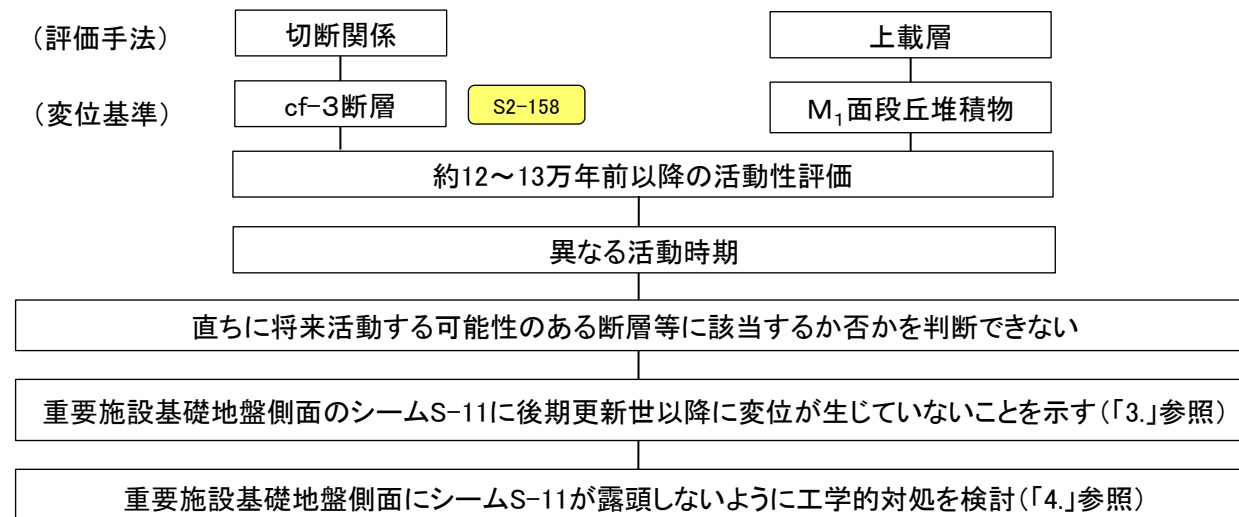 （評価手法）
切断関係
上載層
（変位基準）
cf-3断層
S2-158
M₁面段丘堆積物
約12～13万年前以降の活動性評価
異なる活動時期
直ちに将来活動する可能性のある断層等に該当するか否かを判断できない
重要施設基礎地盤側面のシームS-11に後期更新世以降に変位が生じていないことを示す（「3.」参照）
重要施設基礎地盤側面にシームS-11が露頭しないように工学的対処を検討（「4.」参照）